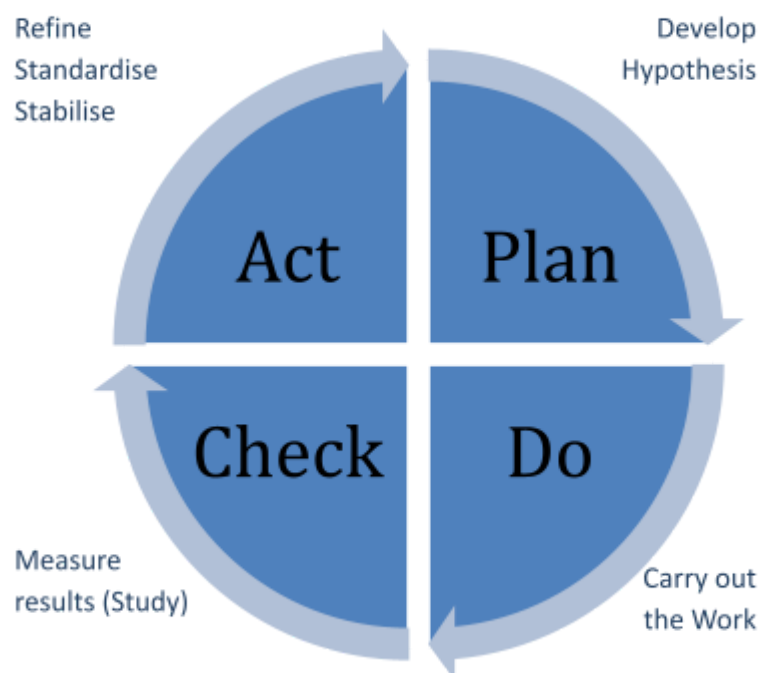 Refine
Standardise
Stabilise
Develop
Hypothesis
Act
Plan
Check
Do
Measure
results (Study)
Carry out
the Work